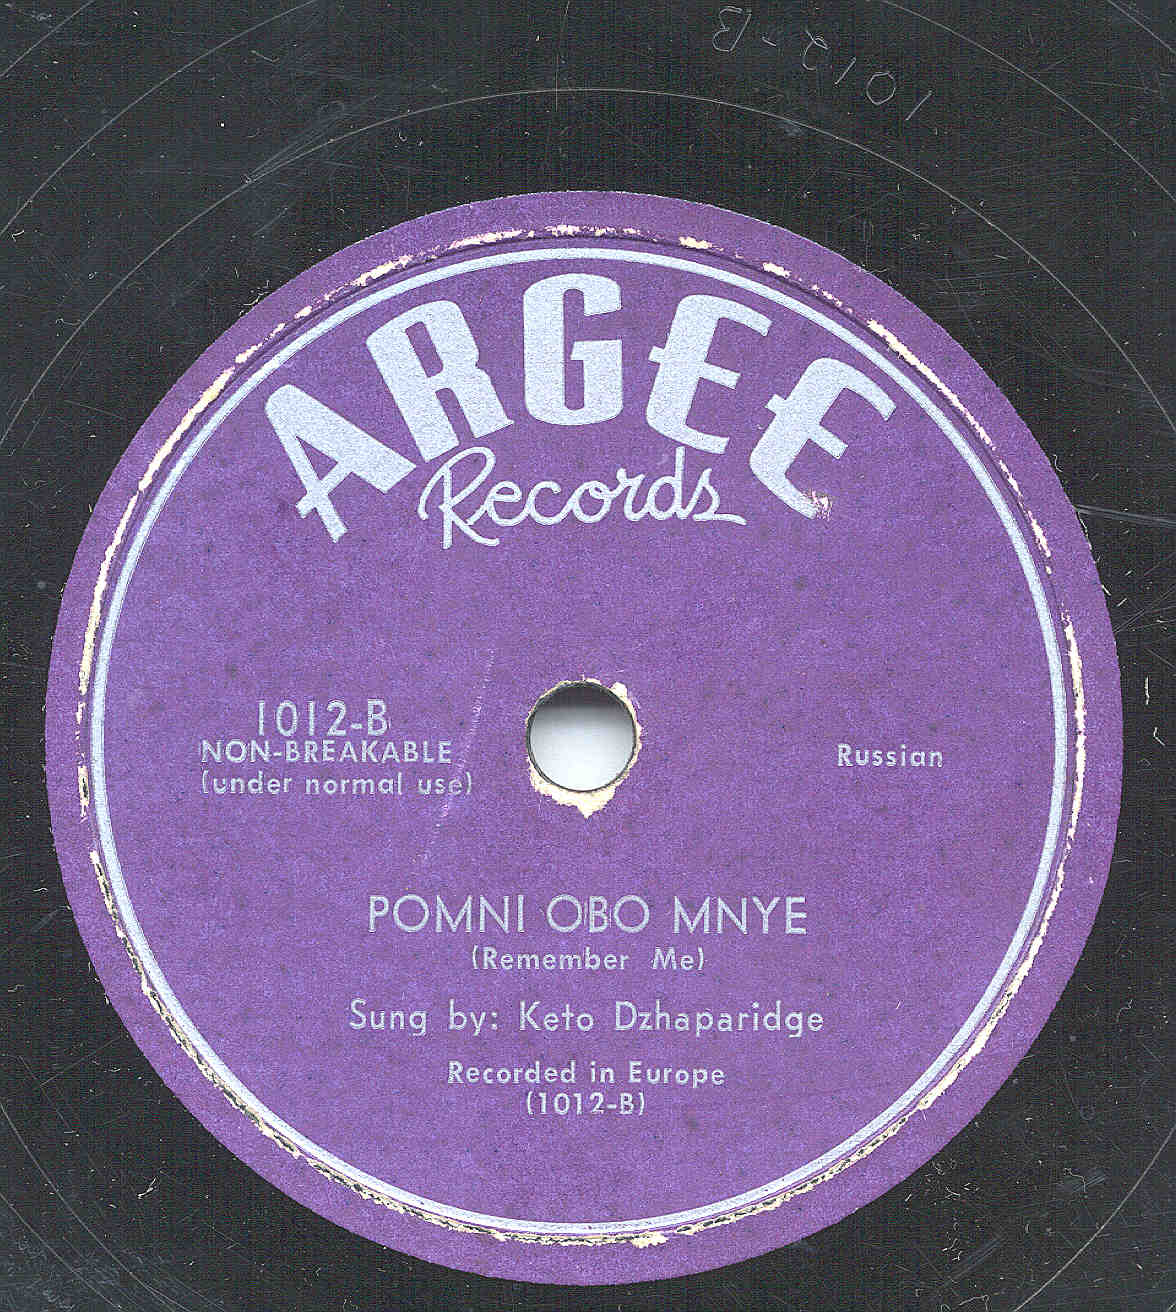 1012-B
ARGEE
Records
1012-B
NON-BREAKABLE
(under normal use)
Russian
POMNI OBO MNYE
(Remember Me)
Sung by: Keto Dzhaparidge
Recorded in Europe
(1012-B)